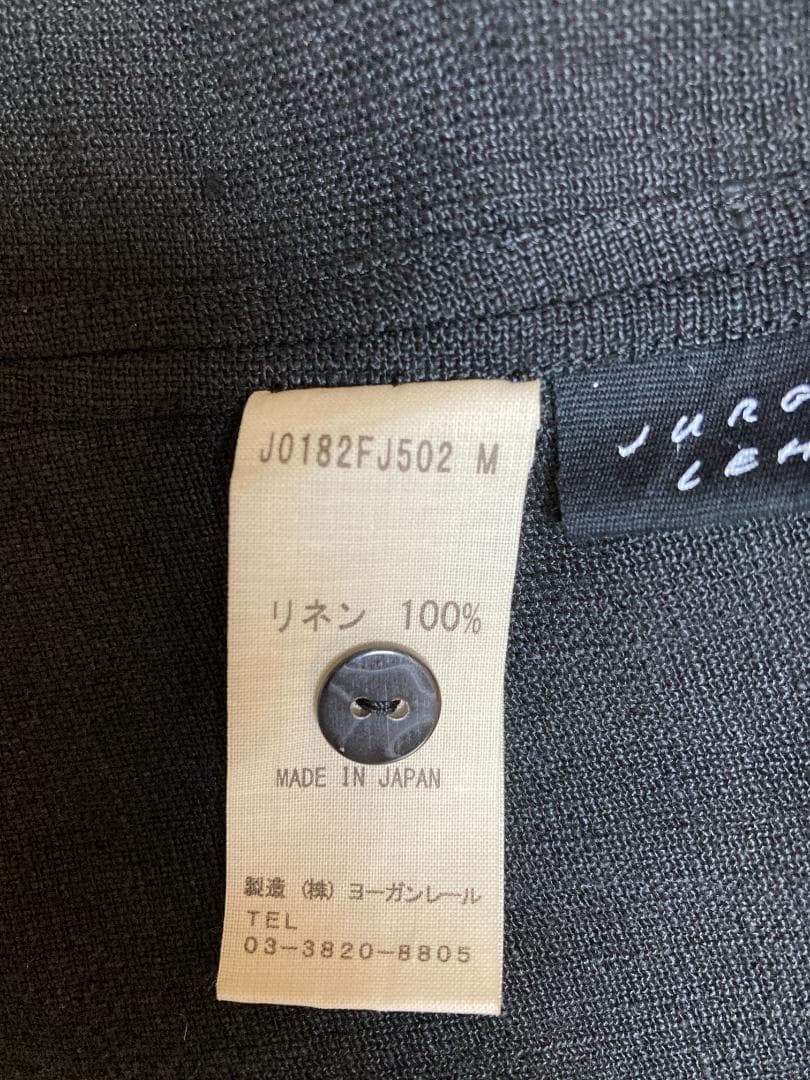 J0182FJ502 M
リネン 100%
MADE IN JAPAN
製造 (株) ヨーガンレール
TEL
03-3820-8805